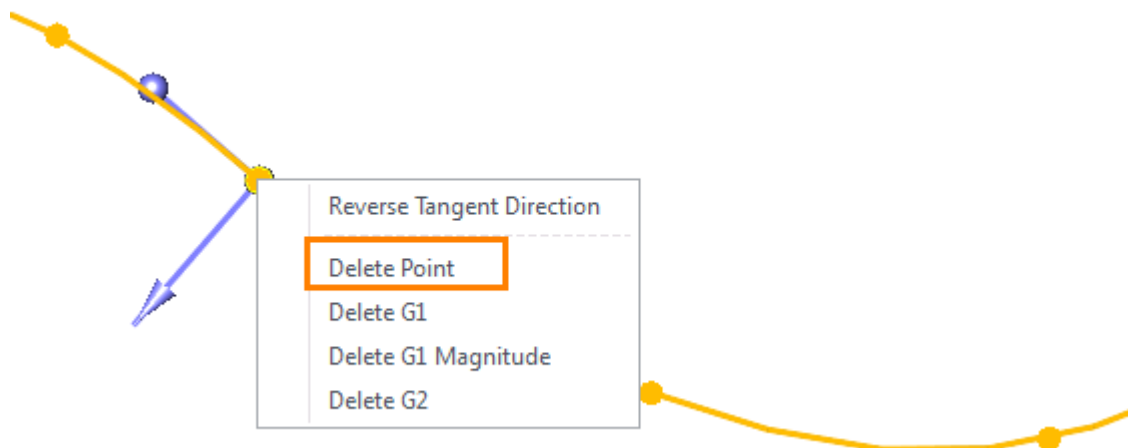 Reverse Tangent Direction
Delete Point
Delete G1
Delete G1 Magnitude
Delete G2